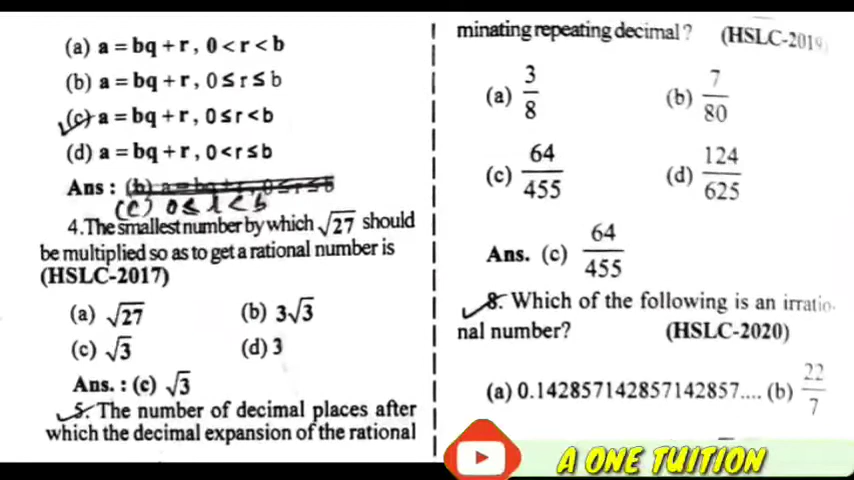 (a) a = bq + r , 0 < r < b
(b) a = bq + r , 0 ≤ r ≤ b
(c) a = bq + r , 0 ≤ r < b
(d) a = bq + r , 0 < r ≤ b
Ans : (b) a = bq + r, 0 ≤ r ≤ b
(c) 0 ≤ r < b
4.The smallest number by which √27 should
be multiplied so as to get a rational number is
(HSLC-2017)
(a) √27 (b) 3√3
(c) √3 (d) 3
Ans. : (c) √3
5. The number of decimal places after
which the decimal expansion of the rational
minating repeating decimal ? (HSLC-2019)
(a) 3/8 (b) 7/80
(c) 64/455 (d) 124/625
Ans. (c) 64/455
8. Which of the following is an irratio-
nal number? (HSLC-2020)
(a) 0.142857142857142857.... (b) 22/7
A ONE TUITION